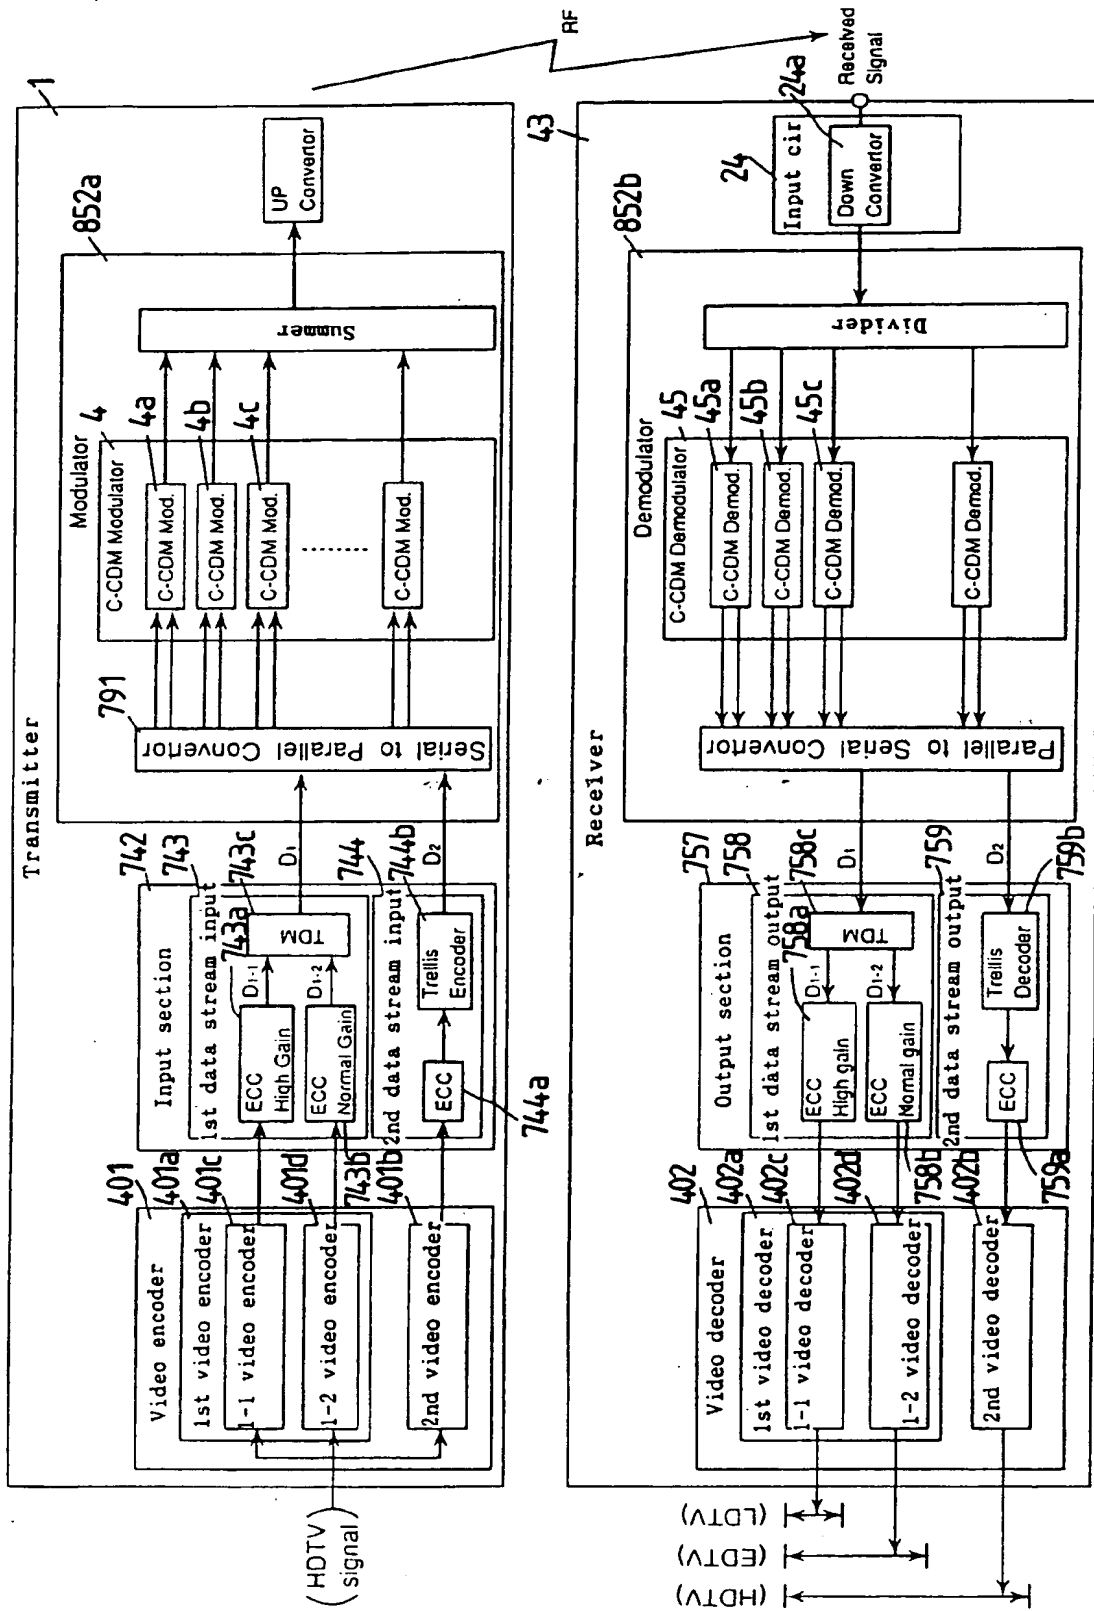 Transmitter
1
(HDTV signal)
Video encoder
401
1st video encoder
401a
1-1 video encoder
401c
1-2 video encoder
401d
2nd video encoder
401b
Input section
742
1st data stream input
743
ECC
High Gain
743a
ECC
Normal Gain
743b
D1-1
D1-2
TDM
743c
2nd data stream input
744
ECC
744a
Trellis
Encoder
744b
D1
D2
Modulator
852a
Serial to Parallel Convertor
791
C-CDM Modulator
4
C-CDM Mod.
4a
C-CDM Mod.
4b
C-CDM Mod.
4c
C-CDM Mod.
Summer
UP
Convertor
RF
Receiver
43
Received
Signal
Input cir
24
Down
Convertor
24a
Demodulator
852b
Divider
C-CDM Demodulator
45
C-CDM Demod.
45a
C-CDM Demod.
45b
C-CDM Demod.
45c
C-CDM Demod.
Parallel to Serial Convertor
D1
D2
Output section
757
1st data stream output
758
TDM
758c
D1-1
D1-2
ECC
High gain
758a
ECC
Normal gain
758b
2nd data stream output
759
Trellis
Decoder
759b
ECC
759a
Video decoder
402
1st video decoder
402a
1-1 video decoder
402c
1-2 video decoder
402d
2nd video decoder
402b
(LDTV)
(EDTV)
(HDTV)